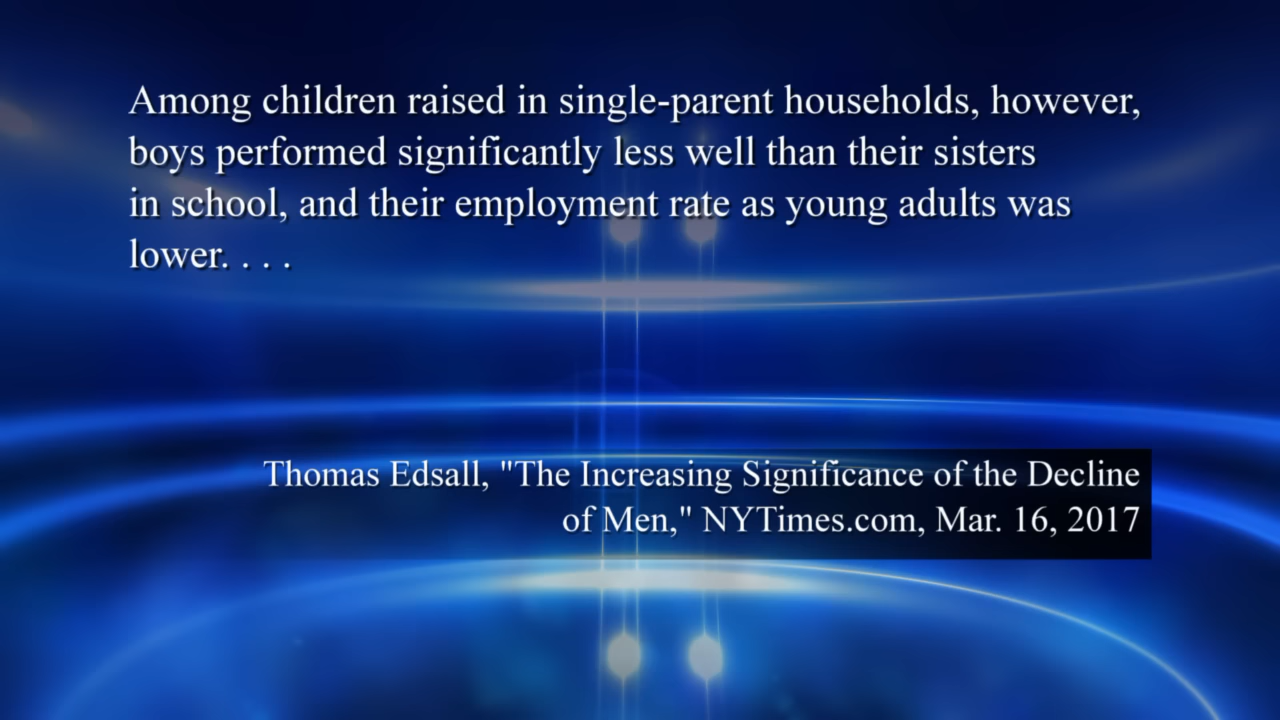 Among children raised in single-parent households, however,
boys performed significantly less well than their sisters
in school, and their employment rate as young adults was
lower. . . .
Thomas Edsall, "The Increasing Significance of the Decline
of Men," NYTimes.com, Mar. 16, 2017